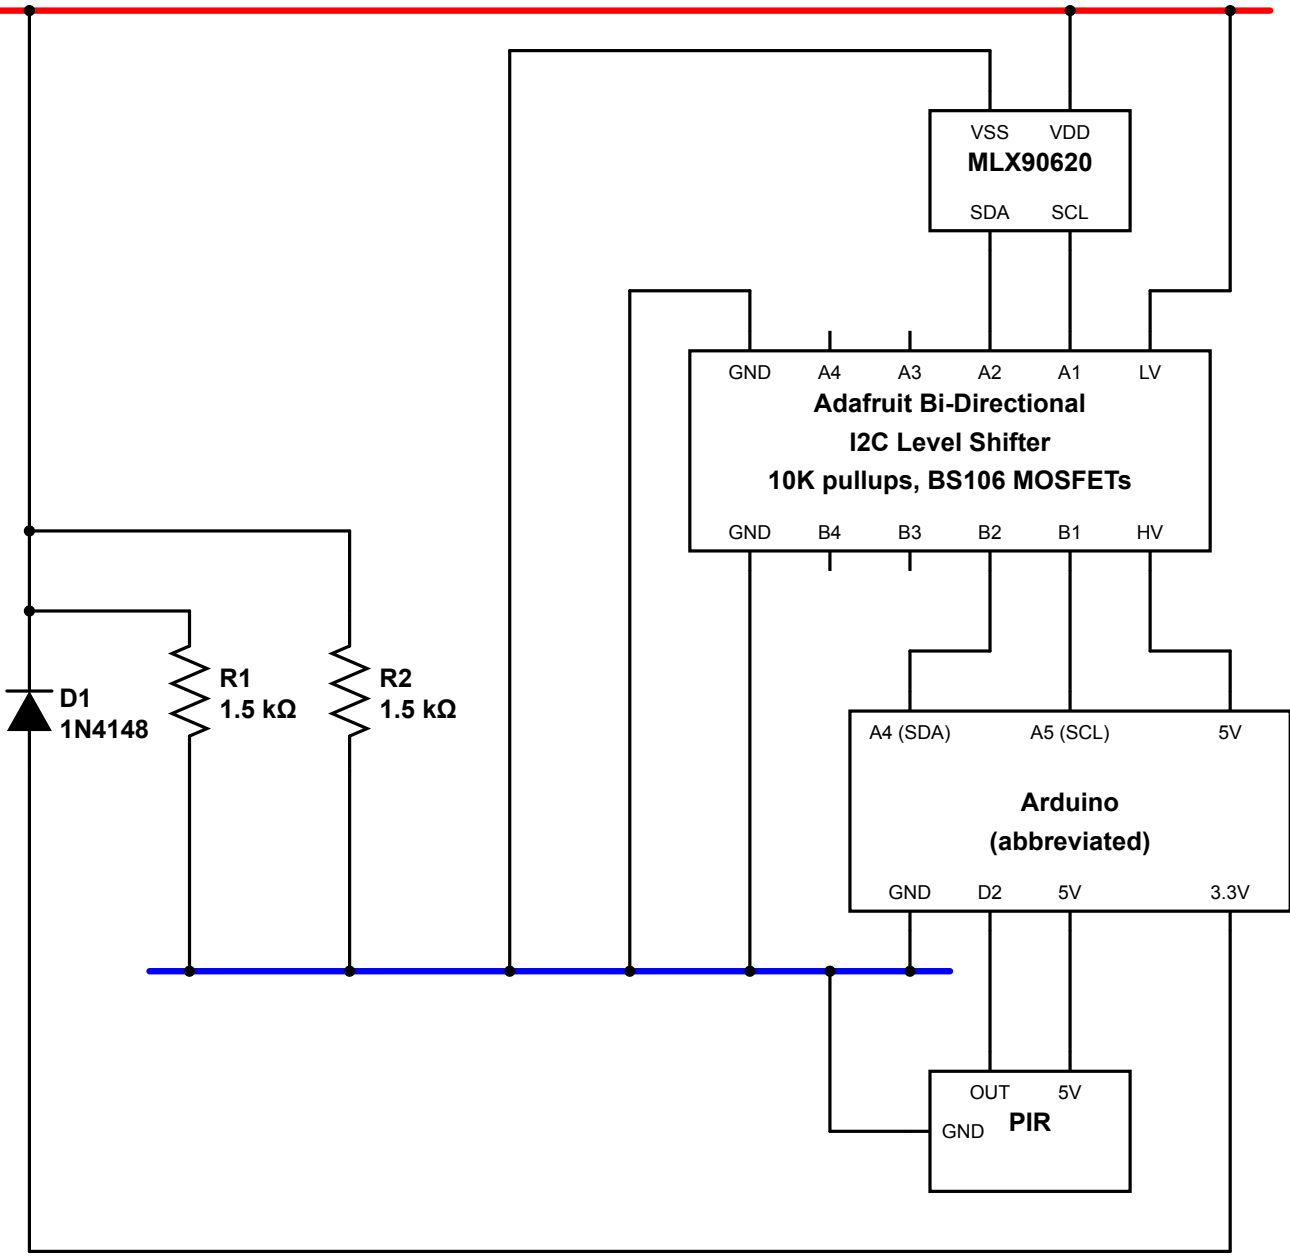 VSS VDD
MLX90620
SDA SCL
GND A4 A3 A2 A1 LV
Adafruit Bi-Directional
I2C Level Shifter
10K pullups, BS106 MOSFETs
GND B4 B3 B2 B1 HV
D1
1N4148
R1
1.5 kΩ
R2
1.5 kΩ
A4 (SDA) A5 (SCL) 5V
Arduino
(abbreviated)
GND D2 5V 3.3V
OUT 5V
PIR
GND